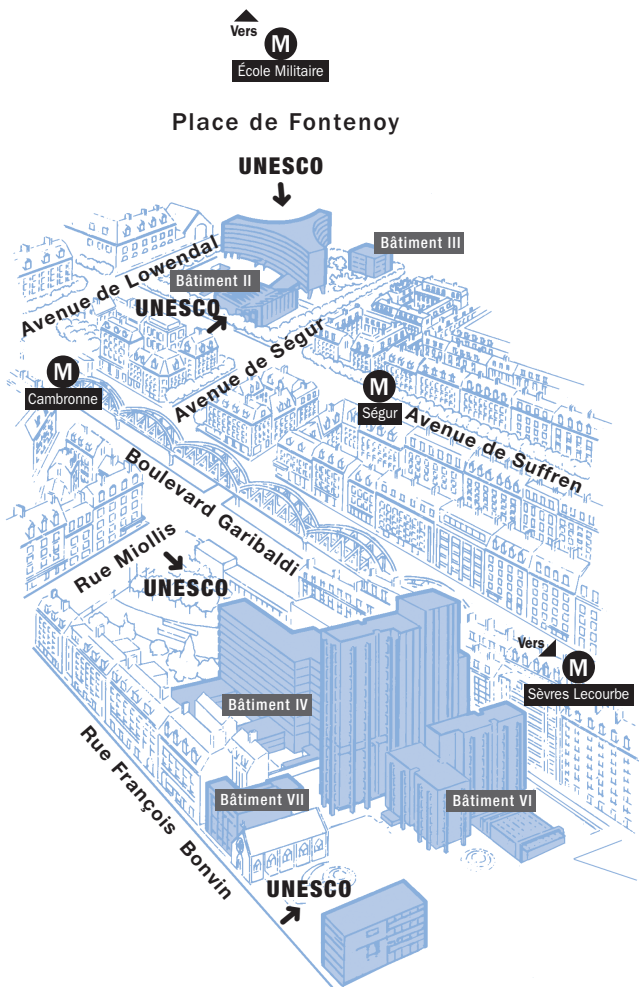 Vers
M
École Militaire
Place de Fontenoy
UNESCO
Bâtiment III
Avenue de Lowendal
Bâtiment II
UNESCO
Avenue de Ségur
M
Cambronne
M
Ségur
Avenue de Suffren
Boulevard Garibaldi
Rue Miollis
UNESCO
Vers
M
Sèvres Lecourbe
Bâtiment IV
Rue François Bonvin
Bâtiment VII
Bâtiment VI
UNESCO